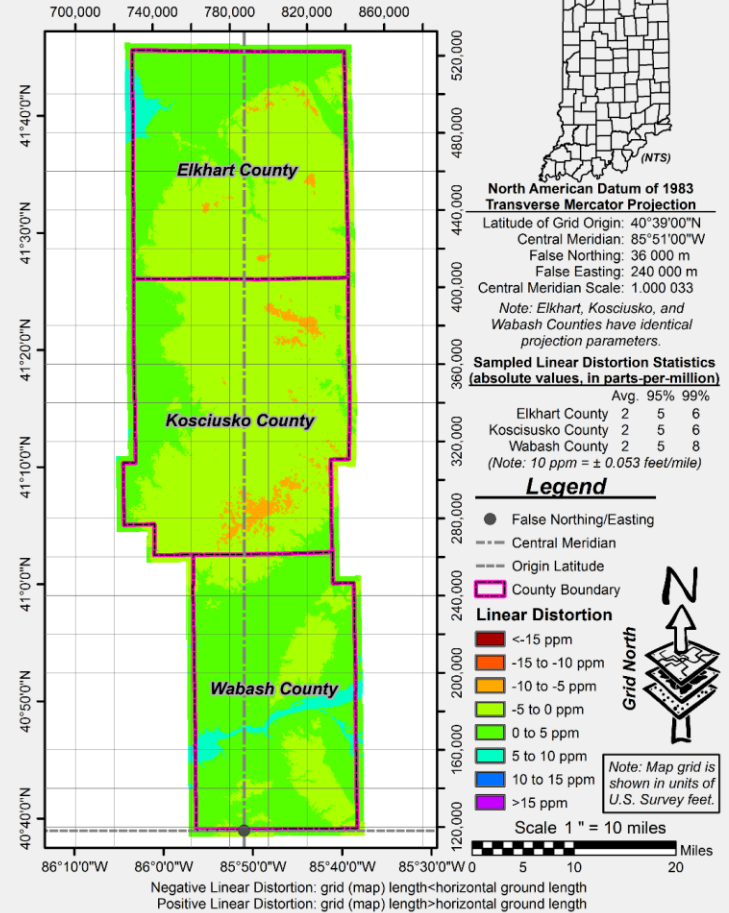 700,000 740,000 780,000 820,000 860,000
520,000
480,000
440,000
400,000
360,000
320,000
280,000
240,000
200,000
160,000
120,000
41°40'0"N
41°30'0"N
41°20'0"N
41°10'0"N
41°0'0"N
40°50'0"N
40°40'0"N
Elkhart County
Kosciusko County
Wabash County
86°10'0"W 86°0'0"W 85°50'0"W 85°40'0"W 85°30'0"W
(NTS)
North American Datum of 1983
Transverse Mercator Projection
Latitude of Grid Origin: 40°39'00"N
Central Meridian: 85°51'00"W
False Northing: 36 000 m
False Easting: 240 000 m
Central Meridian Scale: 1.000 033
Note: Elkhart, Kosciusko, and
Wabash Counties have identical
projection parameters.
Sampled Linear Distortion Statistics
(absolute values, in parts-per-million)
Avg. 95% 99%
Elkhart County 2 5 6
Kosciusko County 2 5 6
Wabash County 2 5 8
(Note: 10 ppm = ± 0.053 feet/mile)
Legend
False Northing/Easting
Central Meridian
Origin Latitude
County Boundary
Linear Distortion
<-15 ppm
-15 to -10 ppm
-10 to -5 ppm
-5 to 0 ppm
0 to 5 ppm
5 to 10 ppm
10 to 15 ppm
>15 ppm
N
Grid North
Note: Map grid is
shown in units of
U.S. Survey feet.
Scale 1 " = 10 miles
Miles
0 5 10 20
Negative Linear Distortion: grid (map) length<horizontal ground length
Positive Linear Distortion: grid (map) length>horizontal ground length